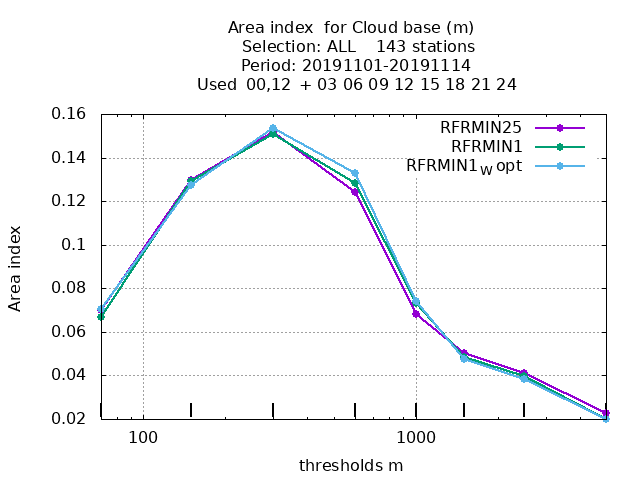 Area index  for Cloud base (m)
Selection: ALL    143 stations
Period: 20191101-20191114
Used  00,12  + 03 06 09 12 15 18 21 24
RFRMIN25
RFRMIN1
RFRMIN1W opt
0.16
0.14
0.12
0.1
0.08
0.06
0.04
0.02
Area index
100
1000
thresholds m